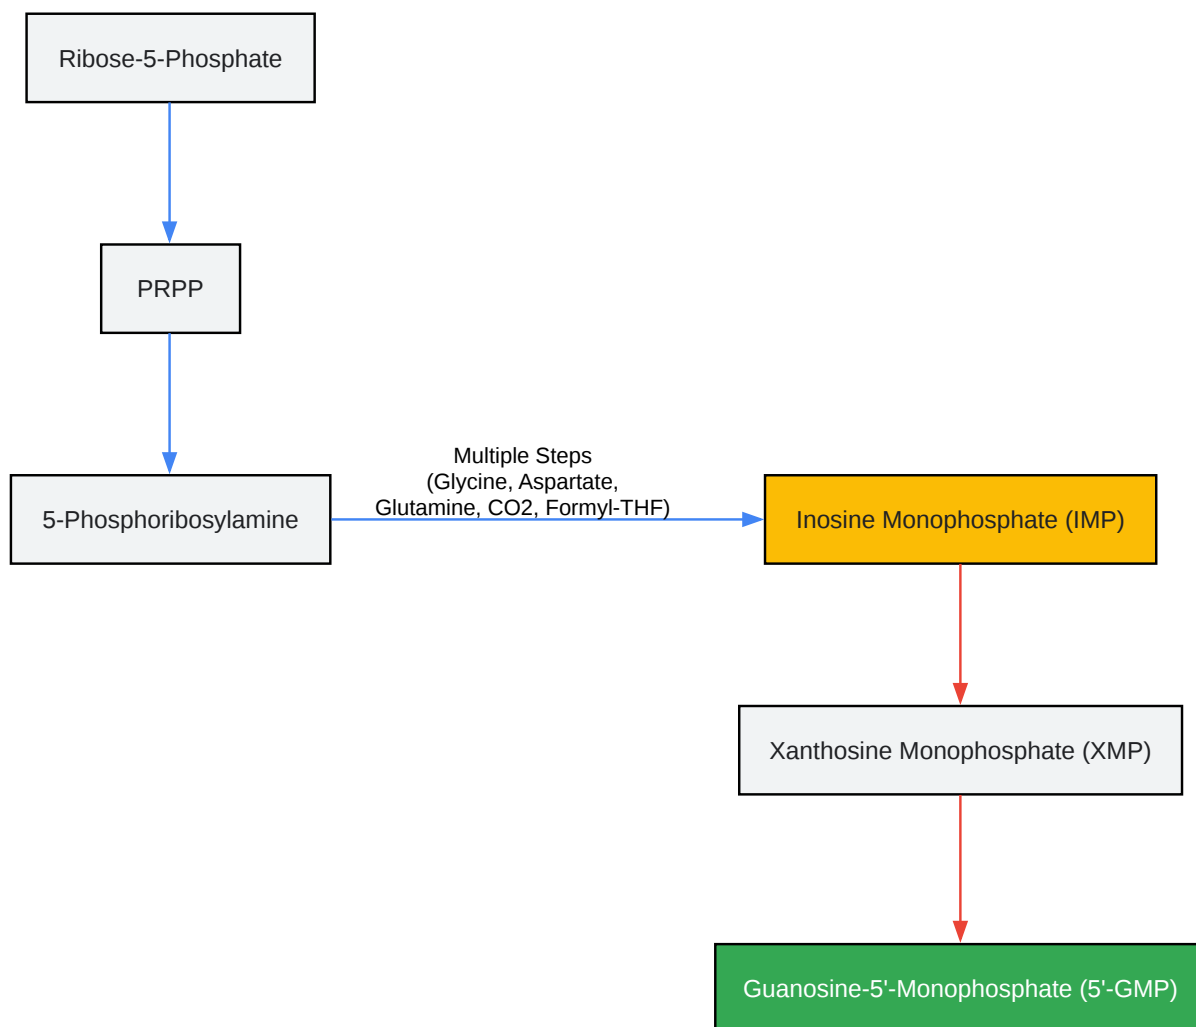 Ribose-5-Phosphate
PRPP
Multiple Steps
(Glycine, Aspartate,
Glutamine, CO2, Formyl-THF)
5-Phosphoribosylamine
Inosine Monophosphate (IMP)
Xanthosine Monophosphate (XMP)
Guanosine-5'-Monophosphate (5'-GMP)